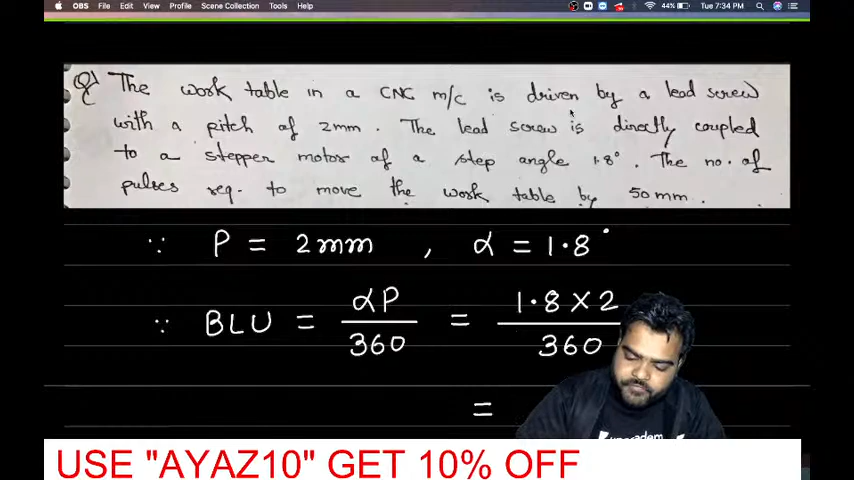 OBS File Edit View Profile Scene Collection Tools Help 44% Tue 7:34 PM
Q) The work table in a CNC m/c is driven by a lead screw
with a pitch of 2mm. The lead screw is directly coupled
to a stepper motor of a step angle 1.8°. The no. of
pulses req. to move the work table by 50 mm.
∵ P = 2mm , α = 1.8°
∵ BLU = αP/360 = 1.8×2/360
=
USE "AYAZ10" GET 10% OFF